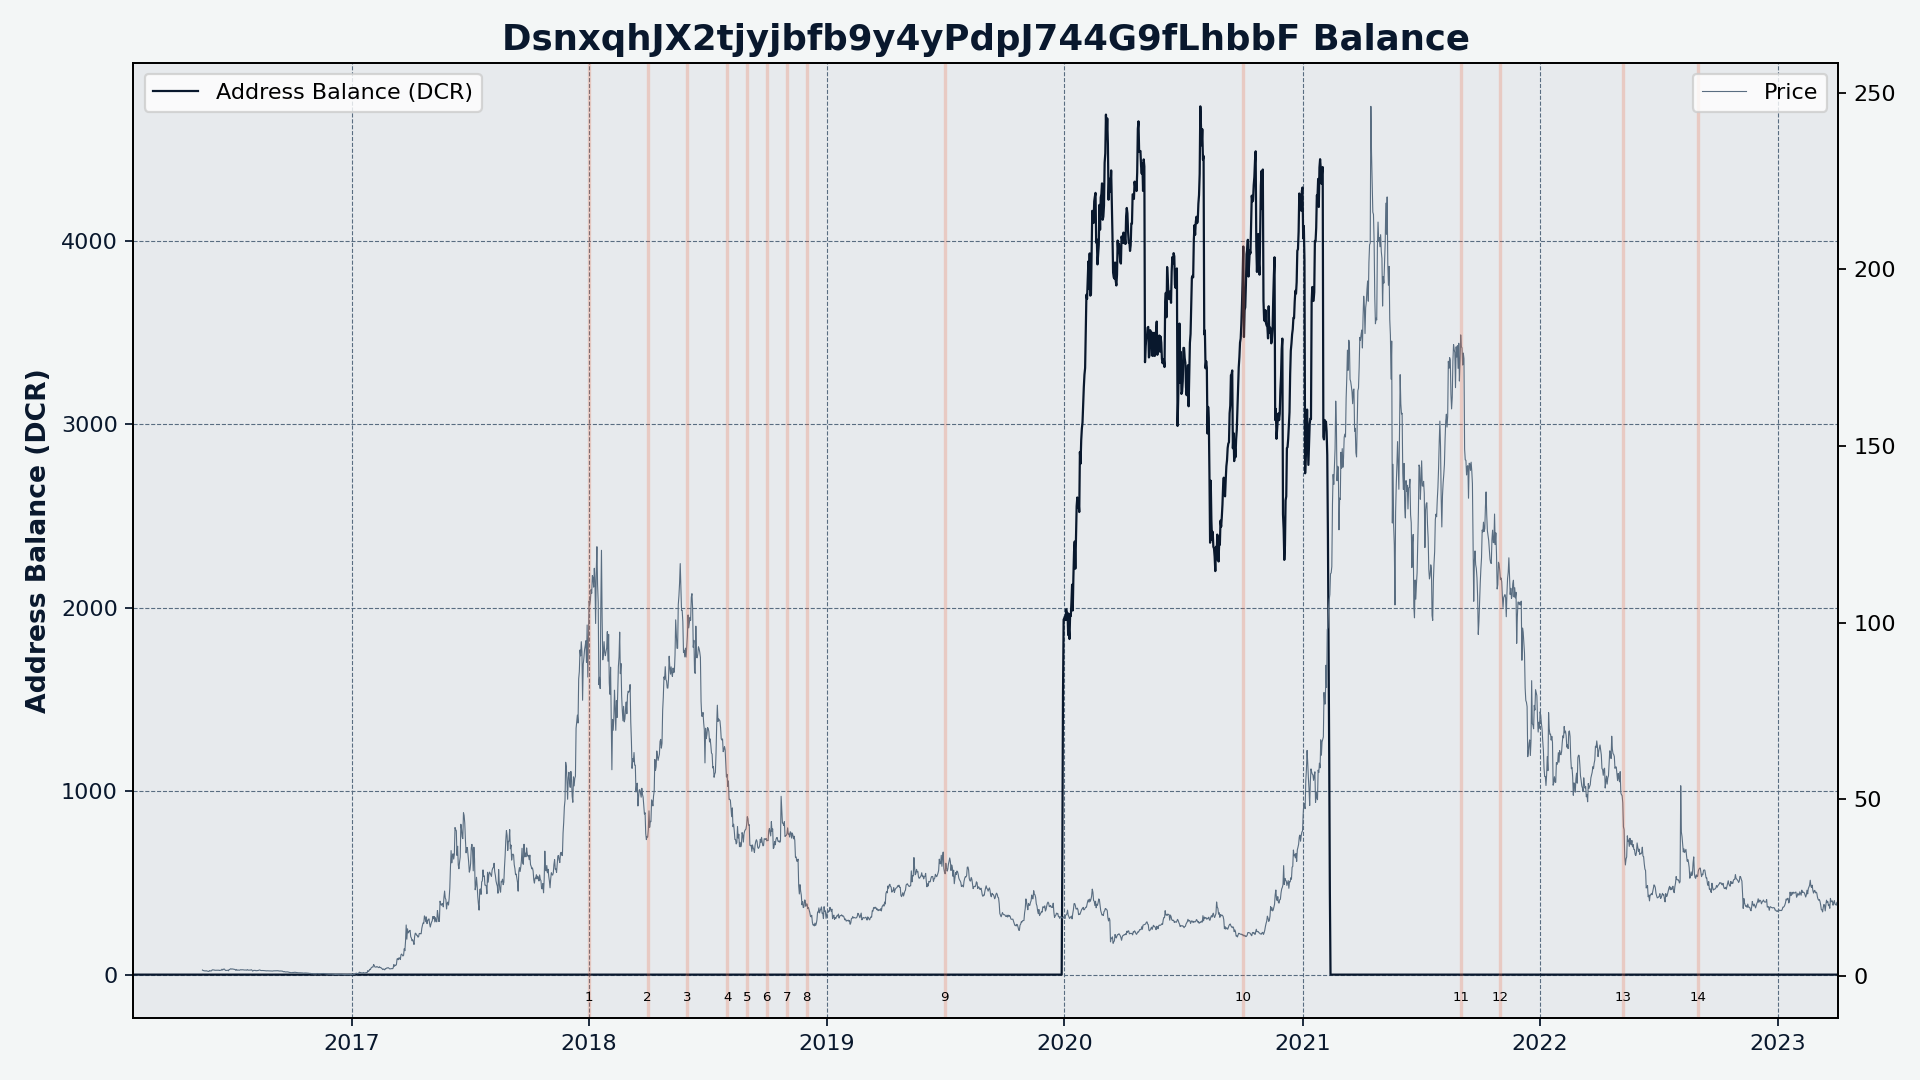 DsnxqhJX2tjyjbfb9y4yPdpJ744G9fLhbbF Balance
Address Balance (DCR)
Price
Address Balance (DCR)
4000
3000
2000
1000
0
250
200
150
100
50
0
1 2 3 4 5 6 7 8 9 10 11 12 13 14
2017 2018 2019 2020 2021 2022 2023